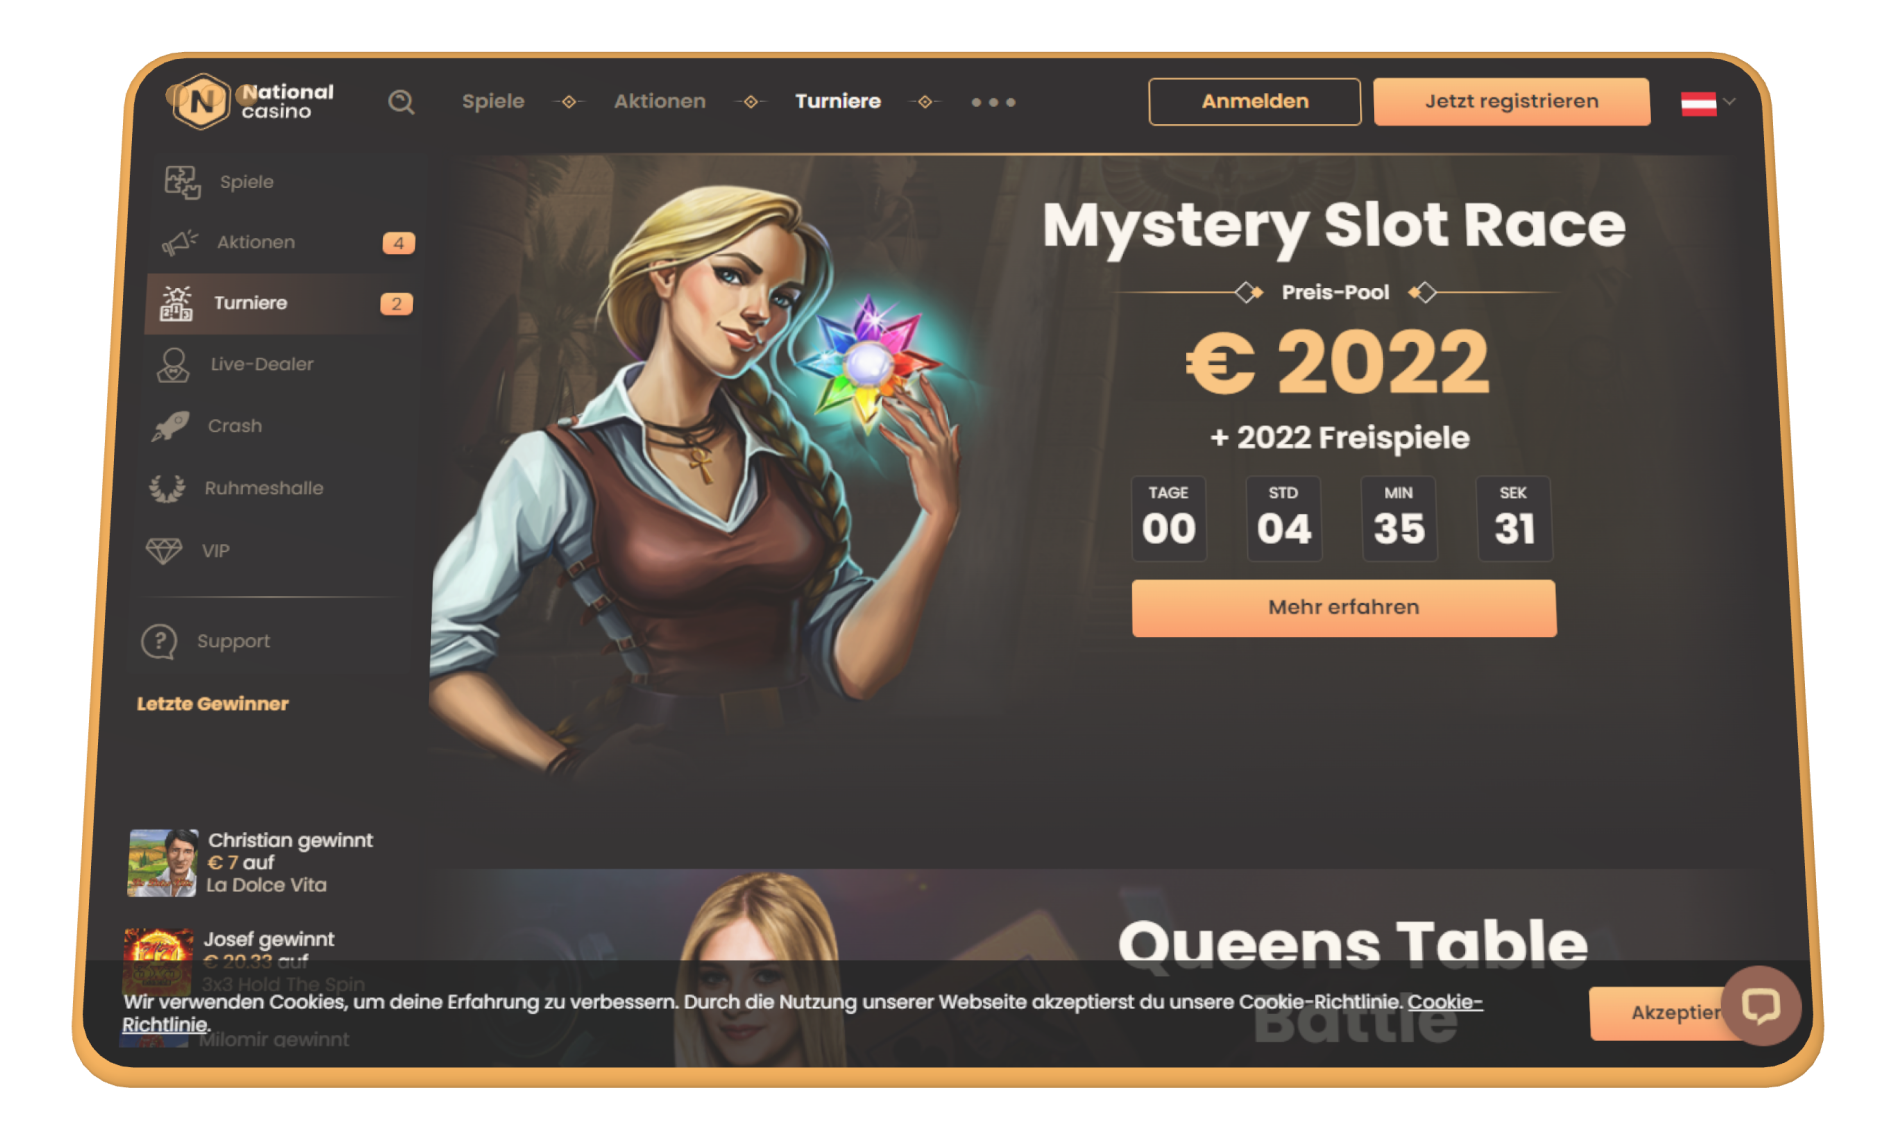 National
casino
Spiele
Aktionen
Turniere
Anmelden
Jetzt registrieren
Spiele
Aktionen 4
Turniere 2
Live-Dealer
Crash
Ruhmeshalle
VIP
Support
Letzte Gewinner
Christian gewinnt
€ 7 auf
La Dolce Vita
Josef gewinnt
€ 20.33 auf
3x3 Hold The Spin
Milomir gewinnt
Mystery Slot Race
Preis-Pool
€ 2022
+ 2022 Freispiele
TAGE STD MIN SEK
00 04 35 31
Mehr erfahren
Queens Table
Battle
Wir verwenden Cookies, um deine Erfahrung zu verbessern. Durch die Nutzung unserer Webseite akzeptierst du unsere Cookie-Richtlinie. Cookie-
Richtlinie.
Akzeptier